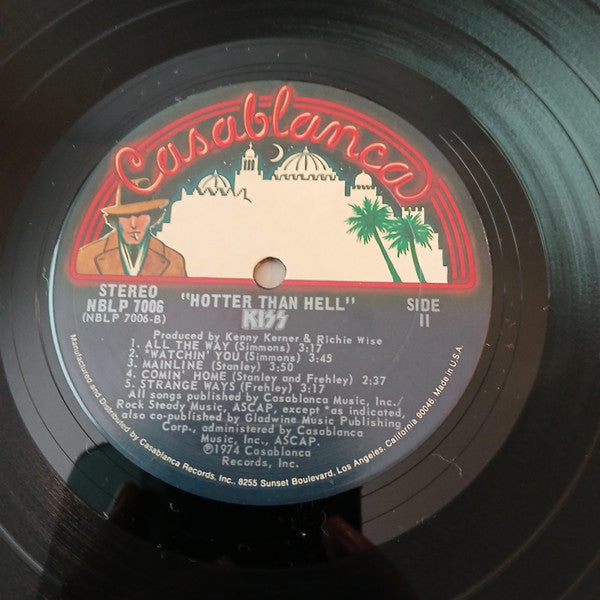 Casablanca
STEREO
NBLP 7006
(NBLP 7006-B)
"HOTTER THAN HELL"
KISS
SIDE
II
Produced by Kenny Kerner & Richie Wise
1. ALL THE WAY (Simmons) 3:17
2. *WATCHIN' YOU (Simmons) 3:45
3. MAINLINE (Stanley) 3:50
4. COMIN' HOME (Stanley and Frehley) 2:37
5. STRANGE WAYS (Frehley) 3:17
All songs published by Casablanca Music, Inc./
Rock Steady Music, ASCAP, except *as indicated,
also co-published by Gladwine Music Publishing
Corp., administered by Casablanca
Music, Inc., ASCAP.
℗1974 Casablanca
Records, Inc.
Manufactured and Distributed by Casablanca Records, Inc., 8255 Sunset Boulevard, Los Angeles, California 90046. Made in U.S.A.